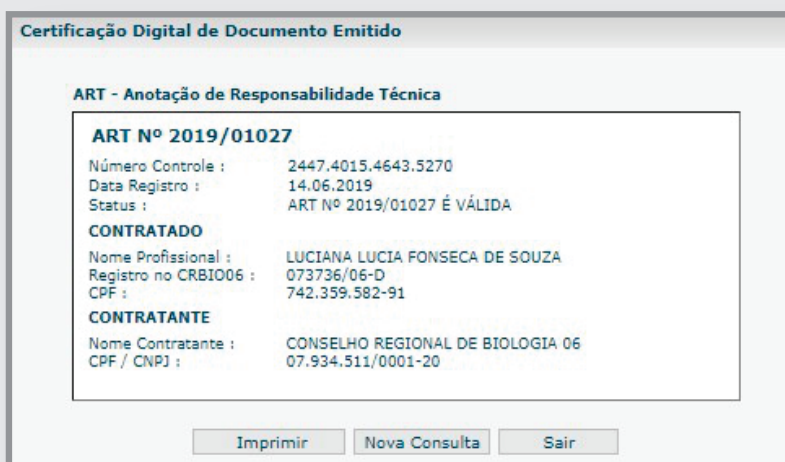 Certificação Digital de Documento Emitido
ART - Anotação de Responsabilidade Técnica
ART Nº 2019/01027
Número Controle : 2447.4015.4643.5270
Data Registro : 14.06.2019
Status : ART Nº 2019/01027 É VÁLIDA
CONTRATADO
Nome Profissional : LUCIANA LUCIA FONSECA DE SOUZA
Registro no CRBIO06 : 073736/06-D
CPF : 742.359.582-91
CONTRATANTE
Nome Contratante : CONSELHO REGIONAL DE BIOLOGIA 06
CPF / CNPJ : 07.934.511/0001-20
Imprimir Nova Consulta Sair